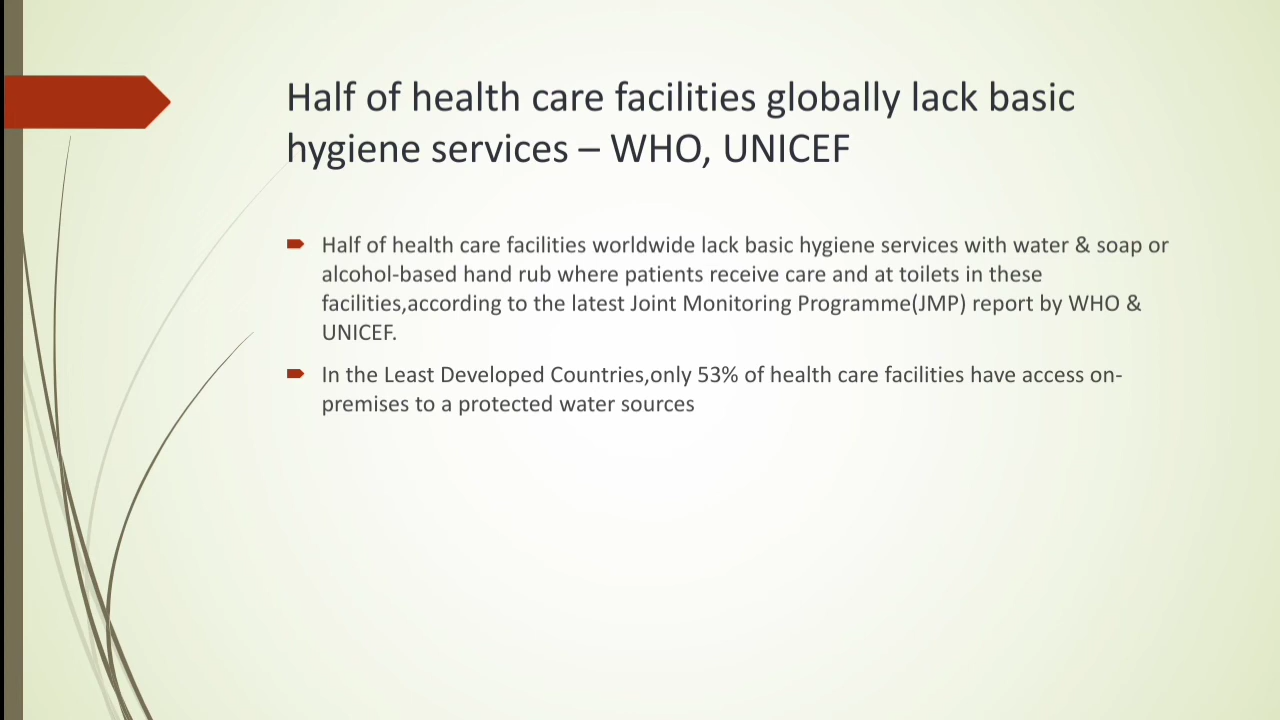 Half of health care facilities globally lack basic
hygiene services – WHO, UNICEF
Half of health care facilities worldwide lack basic hygiene services with water & soap or
alcohol-based hand rub where patients receive care and at toilets in these
facilities,according to the latest Joint Monitoring Programme(JMP) report by WHO &
UNICEF.
In the Least Developed Countries,only 53% of health care facilities have access on-
premises to a protected water sources